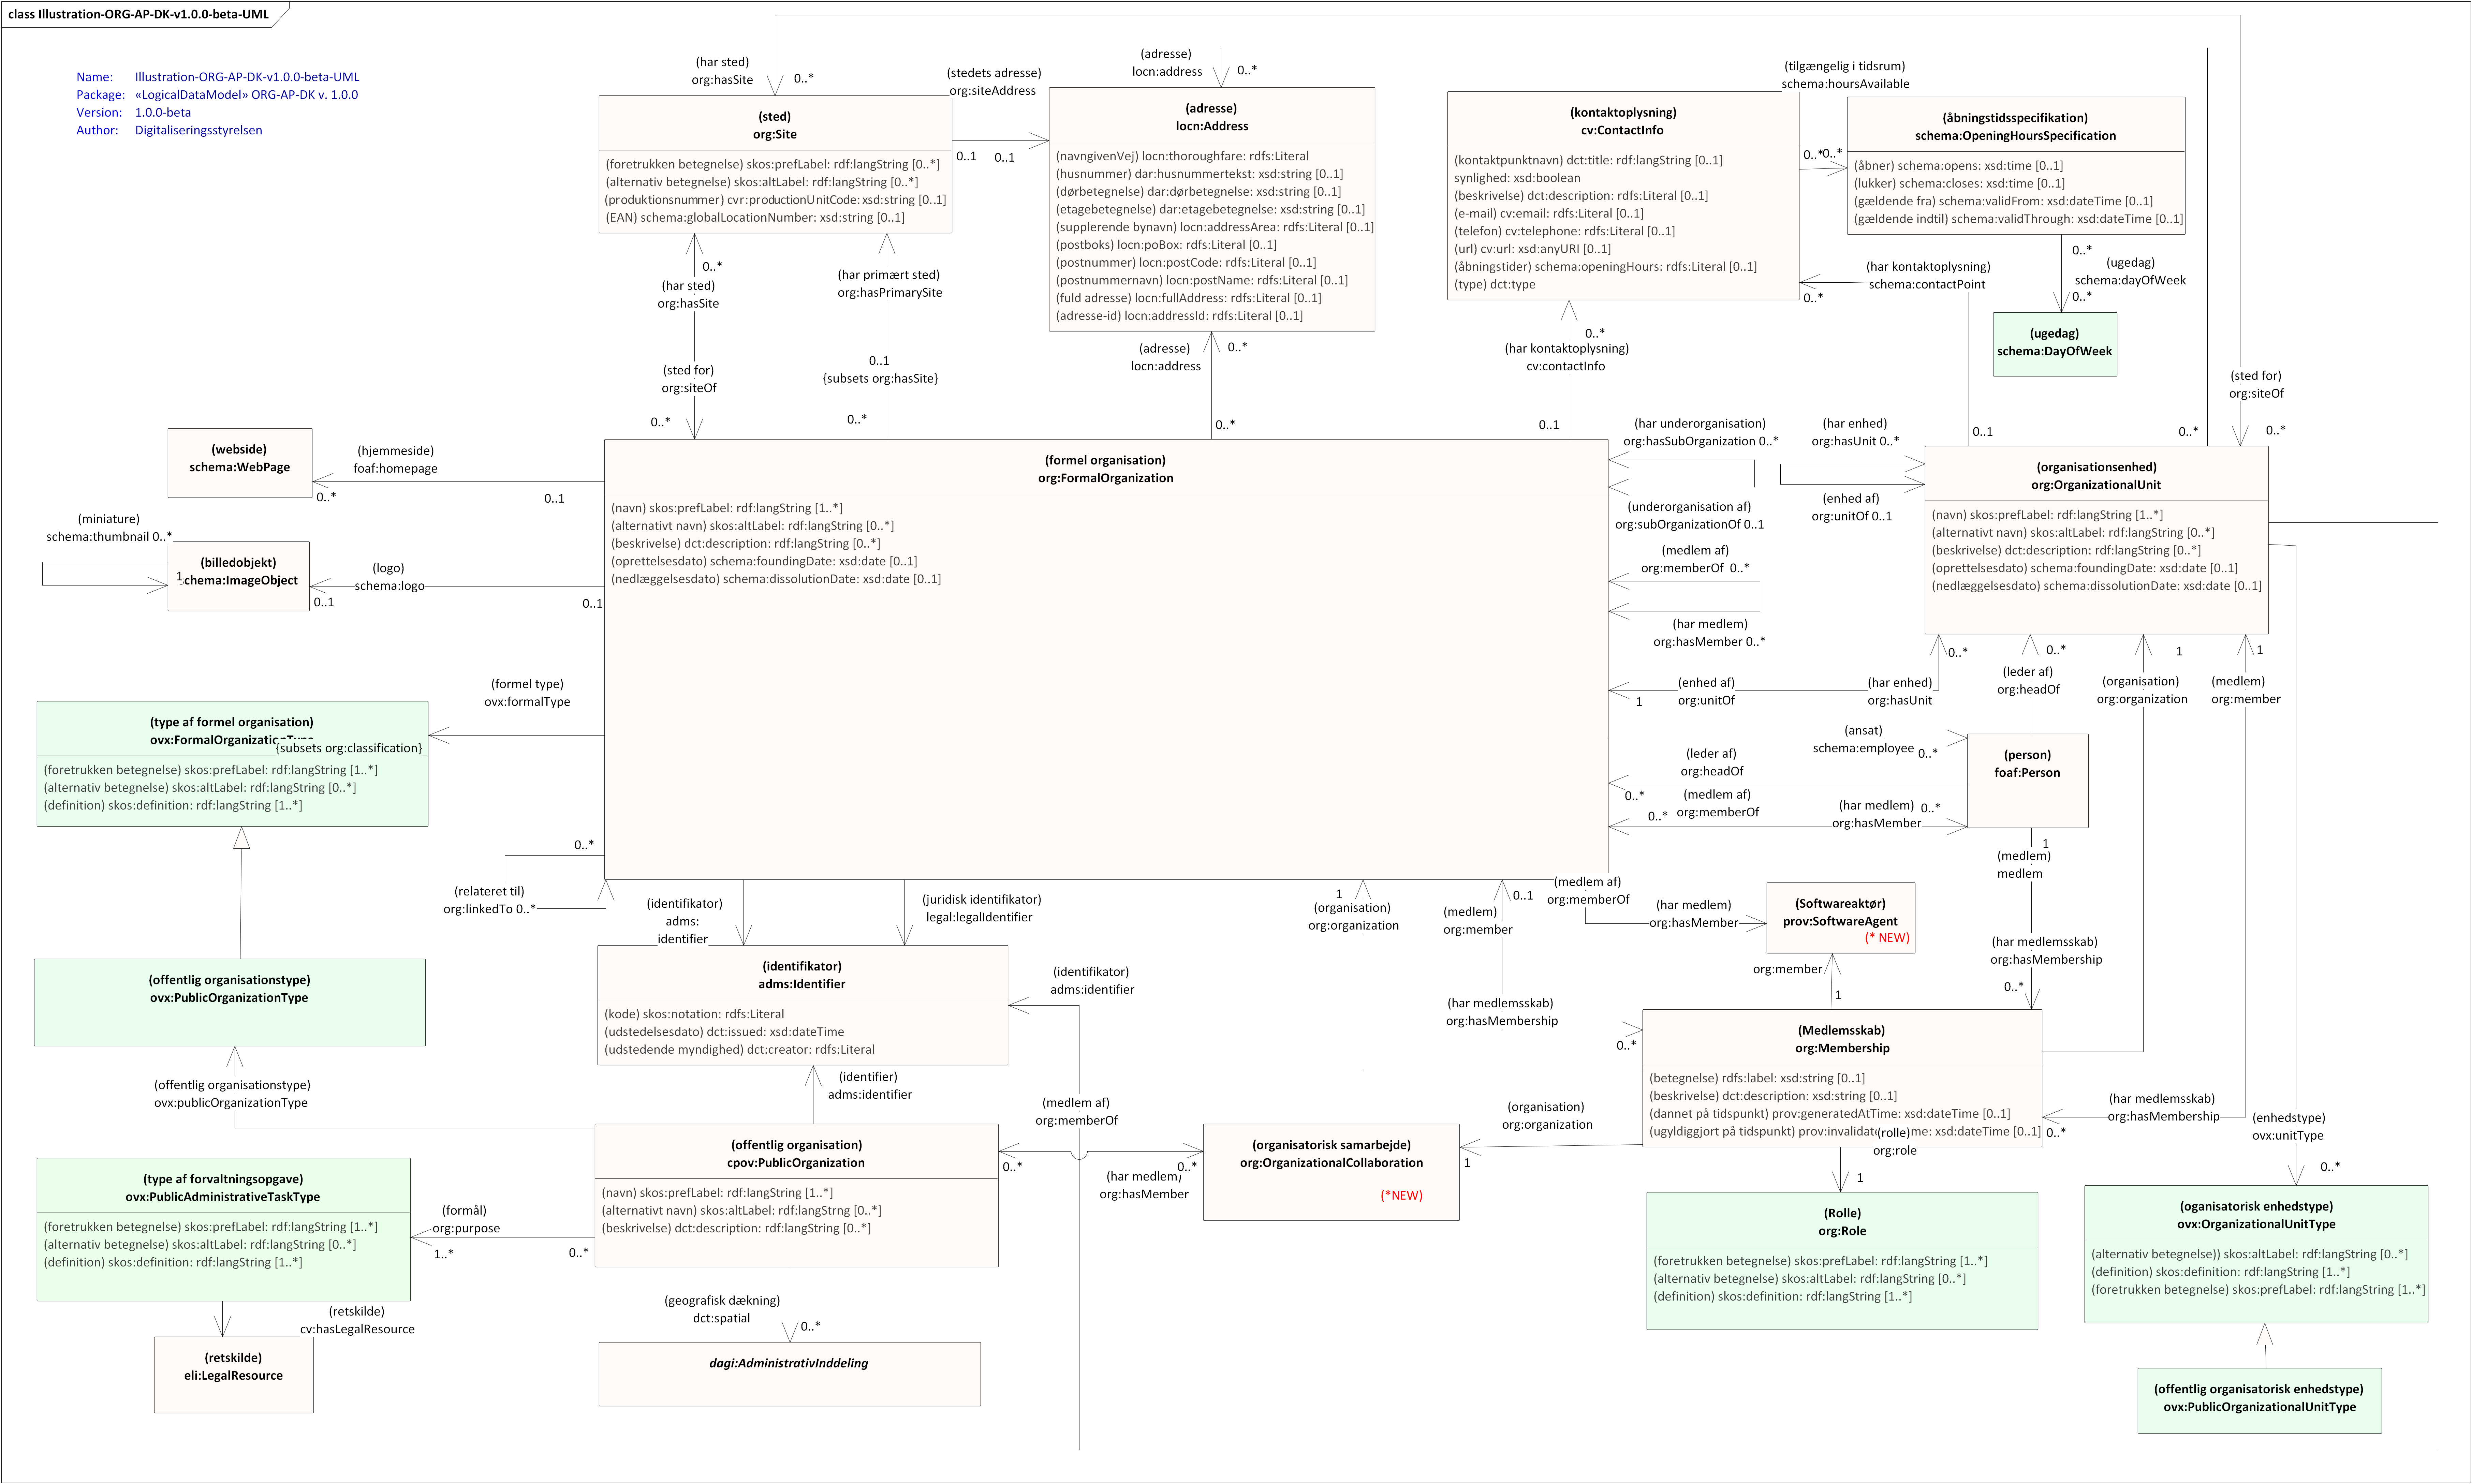 class Illustration-ORG-AP-DK-v1.0.0-beta-UML
Name: Illustration-ORG-AP-DK-v1.0.0-beta-UML
Package: «LogicalDataModel» ORG-AP-DK v. 1.0.0
Version: 1.0.0-beta
Author: Digitaliseringsstyrelsen
(har sted)
org:hasSite
0..*
(stedets adresse)
org:siteAddress
0..1
0..1
(adresse)
locn:address
0..*
(tilgængelig i tidsrum)
schema:hoursAvailable
0..*
0..*
(sted)
org:Site
(foretrukken betegnelse) skos:prefLabel: rdf:langString [0..*]
(alternativ betegnelse) skos:altLabel: rdf:langString [0..*]
(produktionsnummer) cvr:productionUnitCode: xsd:string [0..1]
(EAN) schema:globalLocationNumber: xsd:string [0..1]
(adresse)
locn:Address
(navngivenVej) locn:thoroughfare: rdfs:Literal
(husnummer) dar:husnummertekst: xsd:string [0..1]
(dørbetegnelse) dar:dørbetegnelse: xsd:string [0..1]
(etagebetegnelse) dar:etagebetegnelse: xsd:string [0..1]
(supplerende bynavn) locn:addressArea: rdfs:Literal [0..1]
(postboks) locn:poBox: rdfs:Literal [0..1]
(postnummer) locn:postCode: rdfs:Literal [0..1]
(postnummernavn) locn:postName: rdfs:Literal [0..1]
(fuld adresse) locn:fullAddress: rdfs:Literal [0..1]
(adresse-id) locn:addressId: rdfs:Literal [0..1]
(kontaktoplysning)
cv:ContactInfo
(kontaktpunktnavn) dct:title: rdf:langString [0..1]
synlighed: xsd:boolean
(beskrivelse) dct:description: rdfs:Literal [0..1]
(e-mail) cv:email: rdfs:Literal [0..1]
(telefon) cv:telephone: rdfs:Literal [0..1]
(url) cv:url: xsd:anyURI [0..1]
(åbningstider) schema:openingHours: rdfs:Literal [0..1]
(type) dct:type
(åbningstidsspecifikation)
schema:OpeningHoursSpecification
(åbner) schema:opens: xsd:time [0..1]
(lukker) schema:closes: xsd:time [0..1]
(gældende fra) schema:validFrom: xsd:dateTime [0..1]
(gældende indtil) schema:validThrough: xsd:dateTime [0..1]
0..*
(ugedag)
schema:dayOfWeek
0..*
(ugedag)
schema:DayOfWeek
(har kontaktoplysning)
schema:contactPoint
0..*
0..1
0..*
(har sted)
org:hasSite
(sted for)
org:siteOf
0..*
(har primært sted)
org:hasPrimarySite
0..1
{subsets org:hasSite}
0..*
(adresse)
locn:address
0..*
0..*
0..*
(har kontaktoplysning)
cv:contactInfo
0..1
(sted for)
org:siteOf
0..*
0..*
(webside)
schema:WebPage
(hjemmeside)
foaf:homepage
0..*
0..1
(miniature)
schema:thumbnail 0..*
1
(billedobjekt)
schema:ImageObject
(logo)
schema:logo
0..1
0..1
(formel organisation)
org:FormalOrganization
(navn) skos:prefLabel: rdf:langString [1..*]
(alternativt navn) skos:altLabel: rdf:langString [0..*]
(beskrivelse) dct:description: rdf:langString [0..*]
(oprettelsesdato) schema:foundingDate: xsd:date [0..1]
(nedlæggelsesdato) schema:dissolutionDate: xsd:date [0..1]
(har underorganisation)
org:hasSubOrganization 0..*
(underorganisation af)
org:subOrganizationOf 0..1
(medlem af)
org:memberOf 0..*
(har medlem)
org:hasMember 0..*
(har enhed)
org:hasUnit 0..*
(enhed af)
org:unitOf 0..1
(organisationsenhed)
org:OrganizationalUnit
(navn) skos:prefLabel: rdf:langString [1..*]
(alternativt navn) skos:altLabel: rdf:langString [0..*]
(beskrivelse) dct:description: rdf:langString [0..*]
(oprettelsesdato) schema:foundingDate: xsd:date [0..1]
(nedlæggelsesdato) schema:dissolutionDate: xsd:date [0..1]
(enhed af)
org:unitOf
1
(har enhed)
org:hasUnit
0..*
(leder af)
org:headOf
0..*
(organisation)
org:organization
1
(medlem)
org:member
1
(formel type)
ovx:formalType
(type af formel organisation)
ovx:FormalOrganizationType
{subsets org:classification}
(foretrukken betegnelse) skos:prefLabel: rdf:langString [1..*]
(alternativ betegnelse) skos:altLabel: rdf:langString [0..*]
(definition) skos:definition: rdf:langString [1..*]
(ansat)
schema:employee
0..*
(leder af)
org:headOf
0..*
(medlem af)
org:memberOf
0..*
(har medlem)
org:hasMember
0..*
(person)
foaf:Person
1
(medlem)
medlem
(har medlemsskab)
org:hasMembership
0..*
0..*
(relateret til)
org:linkedTo 0..*
(identifikator)
adms:
identifier
(juridisk identifikator)
legal:legalIdentifier
1
(organisation)
org:organization
0..1
(medlem)
org:member
(har medlemsskab)
org:hasMembership
0..*
(medlem af)
org:memberOf
(har medlem)
org:hasMember
(Softwareaktør)
prov:SoftwareAgent
(* NEW)
org:member
1
(offentlig organisationstype)
ovx:PublicOrganizationType
(identifikator)
adms:Identifier
(kode) skos:notation: rdfs:Literal
(udstedelsesdato) dct:issued: xsd:dateTime
(udstedende myndighed) dct:creator: rdfs:Literal
(identifikator)
adms:identifier
(Medlemsskab)
org:Membership
(betegnelse) rdfs:label: xsd:string [0..1]
(beskrivelse) dct:description: xsd:string [0..1]
(dannet på tidspunkt) prov:generatedAtTime: xsd:dateTime [0..1]
(ugyldiggjort på tidspunkt) prov:invalidat me: xsd:dateTime [0..1]
(rolle)
org:role
1
(har medlemsskab)
org:hasMembership
0..*
(enhedstype)
ovx:unitType
0..*
(offentlig organisationstype)
ovx:publicOrganizationType
(identifier)
adms:identifier
(offentlig organisation)
cpov:PublicOrganization
(navn) skos:prefLabel: rdf:langString [1..*]
(alternativt navn) skos:altLabel: rdf:langStrng [0..*]
(beskrivelse) dct:description: rdf:langString [0..*]
(medlem af)
org:memberOf
0..*
(har medlem)
org:hasMember
0..*
(organisatorisk samarbejde)
org:OrganizationalCollaboration
(*NEW)
(organisation)
org:organization
1
(type af forvaltningsopgave)
ovx:PublicAdministrativeTaskType
(foretrukken betegnelse) skos:prefLabel: rdf:langString [1..*]
(alternativ betegnelse) skos:altLabel: rdf:langString [0..*]
(definition) skos:definition: rdf:langString [1..*]
(formål)
org:purpose
1..*
0..*
(retskilde)
cv:hasLegalResource
(retskilde)
eli:LegalResource
(geografisk dækning)
dct:spatial
0..*
dagi:AdministrativInddeling
(Rolle)
org:Role
(foretrukken betegnelse) skos:prefLabel: rdf:langString [1..*]
(alternativ betegnelse) skos:altLabel: rdf:langString [0..*]
(definition) skos:definition: rdf:langString [1..*]
(oganisatorisk enhedstype)
ovx:OrganizationalUnitType
(alternativ betegnelse)) skos:altLabel: rdf:langString [0..*]
(definition) skos:definition: rdf:langString [1..*]
(foretrukken betegnelse) skos:prefLabel: rdf:langString [1..*]
(offentlig organisatorisk enhedstype)
ovx:PublicOrganizationalUnitType